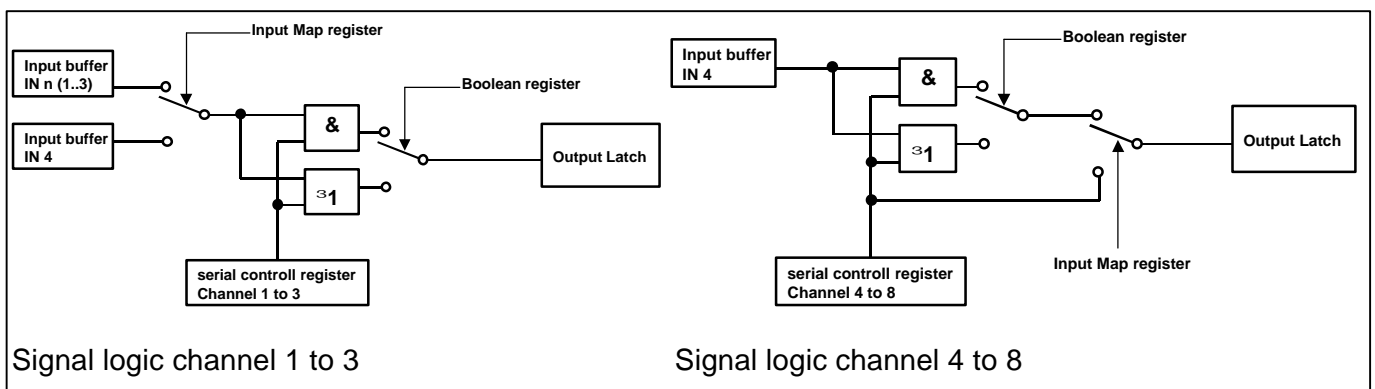 Input Map register
Input buffer
IN n (1..3)
Input buffer
IN 4
Boolean register
&
³1
Output Latch
serial controll register
Channel 1 to 3
Signal logic channel 1 to 3
Input buffer
IN 4
Boolean register
&
³1
Output Latch
Input Map register
serial controll register
Channel 4 to 8
Signal logic channel 4 to 8